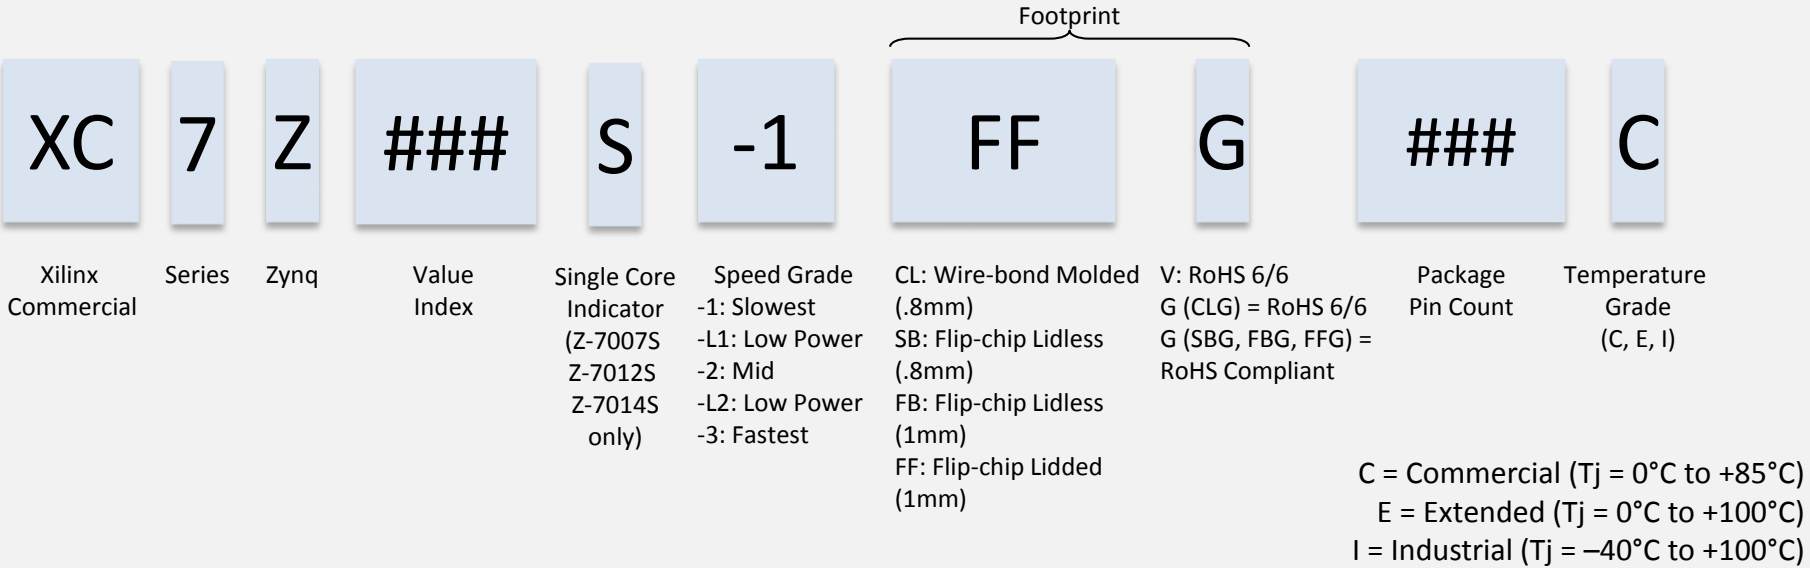 Footprint
XC 7 Z ### S -1 FF G ### C
Xilinx
Commercial
Series
Zynq
Value
Index
Single Core
Indicator
(Z-7007S
Z-7012S
Z-7014S
only)
Speed Grade
-1: Slowest
-L1: Low Power
-2: Mid
-L2: Low Power
-3: Fastest
CL: Wire-bond Molded
(.8mm)
SB: Flip-chip Lidless
(.8mm)
FB: Flip-chip Lidless
(1mm)
FF: Flip-chip Lidded
(1mm)
V: RoHS 6/6
G (CLG) = RoHS 6/6
G (SBG, FBG, FFG) =
RoHS Compliant
Package
Pin Count
Temperature
Grade
(C, E, I)
C = Commercial (Tj = 0°C to +85°C)
E = Extended (Tj = 0°C to +100°C)
I = Industrial (Tj = –40°C to +100°C)